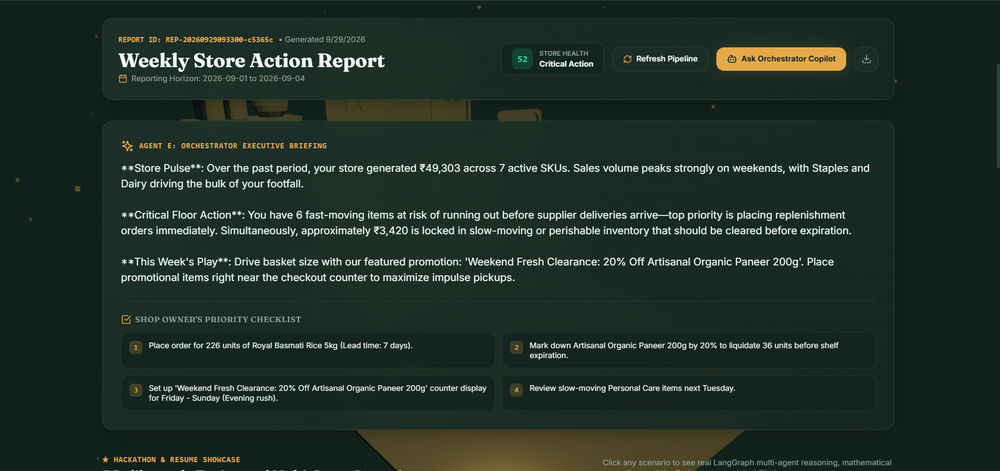 REPORT ID: REP-20260929093300-c5365c • Generated 9/29/2026
Weekly Store Action Report
Reporting Horizon: 2026-09-01 to 2026-09-04
52
STORE HEALTH
Critical Action
Refresh Pipeline
Ask Orchestrator Copilot
AGENT E: ORCHESTRATOR EXECUTIVE BRIEFING
**Store Pulse**: Over the past period, your store generated ₹49,303 across 7 active SKUs. Sales volume peaks strongly on weekends, with Staples and
Dairy driving the bulk of your footfall.
**Critical Floor Action**: You have 6 fast-moving items at risk of running out before supplier deliveries arrive—top priority is placing replenishment
orders immediately. Simultaneously, approximately ₹3,420 is locked in slow-moving or perishable inventory that should be cleared before expiration.
**This Week's Play**: Drive basket size with our featured promotion: 'Weekend Fresh Clearance: 20% Off Artisanal Organic Paneer 200g'. Place
promotional items right near the checkout counter to maximize impulse pickups.
SHOP OWNER'S PRIORITY CHECKLIST
1 Place order for 226 units of Royal Basmati Rice 5kg (Lead time: 7 days).
2 Mark down Artisanal Organic Paneer 200g by 20% to liquidate 36 units before shelf
expiration.
3 Set up 'Weekend Fresh Clearance: 20% Off Artisanal Organic Paneer 200g' counter display
for Friday - Sunday (Evening rush).
4 Review slow-moving Personal Care items next Tuesday.
★ HACKATHON & RESUME SHOWCASE
Click any scenario to see real LangGraph multi-agent reasoning, mathematical